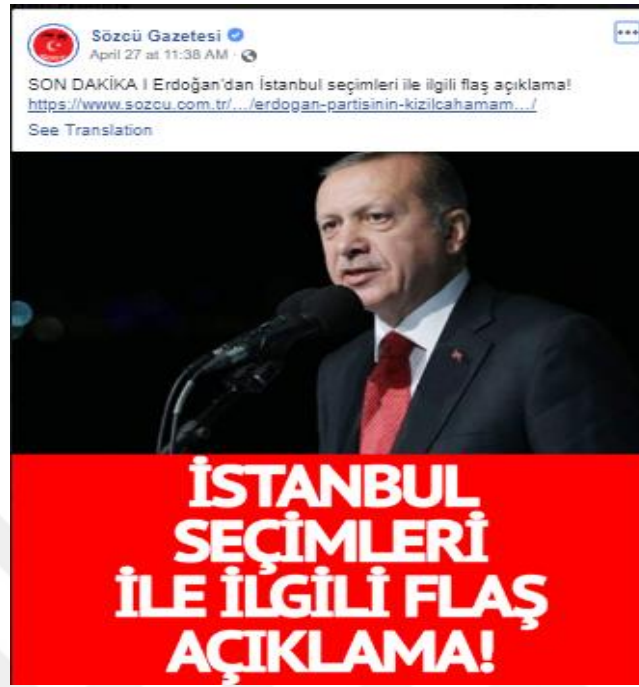 Sözcü Gazetesi
April 27 at 11:38 AM ·
SON DAKİKA I Erdoğan'dan İstanbul seçimleri ile ilgili flaş açıklama!
https://www.sozcu.com.tr/.../erdogan-partisinin-kizilcahamam.../
See Translation
İSTANBUL
SEÇİMLERİ
İLE İLGİLİ FLAŞ
AÇIKLAMA!